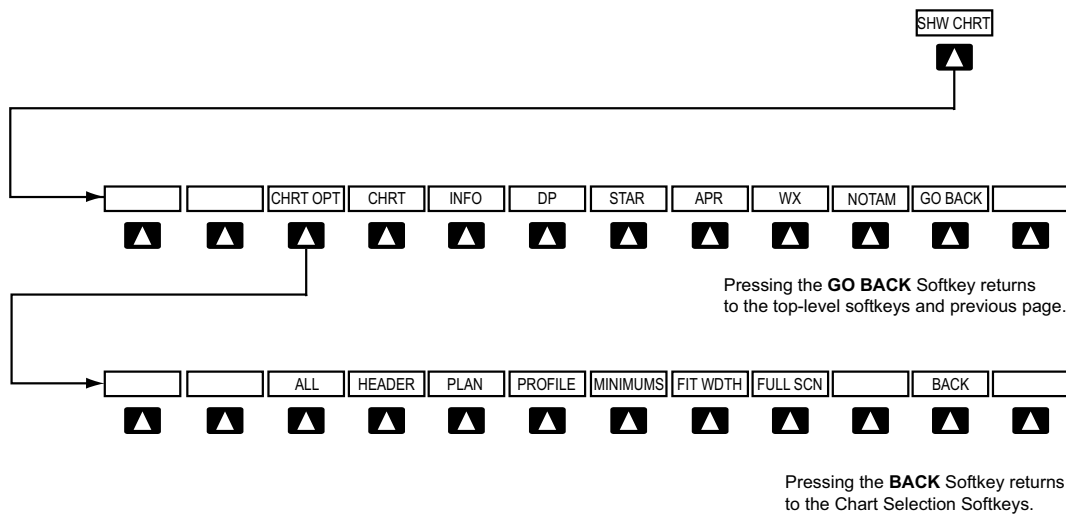 SHW CHRT
CHRT OPT CHRT INFO DP STAR APR WX NOTAM GO BACK
Pressing the GO BACK Softkey returns
to the top-level softkeys and previous page.
ALL HEADER PLAN PROFILE MINIMUMS FIT WDTH FULL SCN BACK
Pressing the BACK Softkey returns
to the Chart Selection Softkeys.